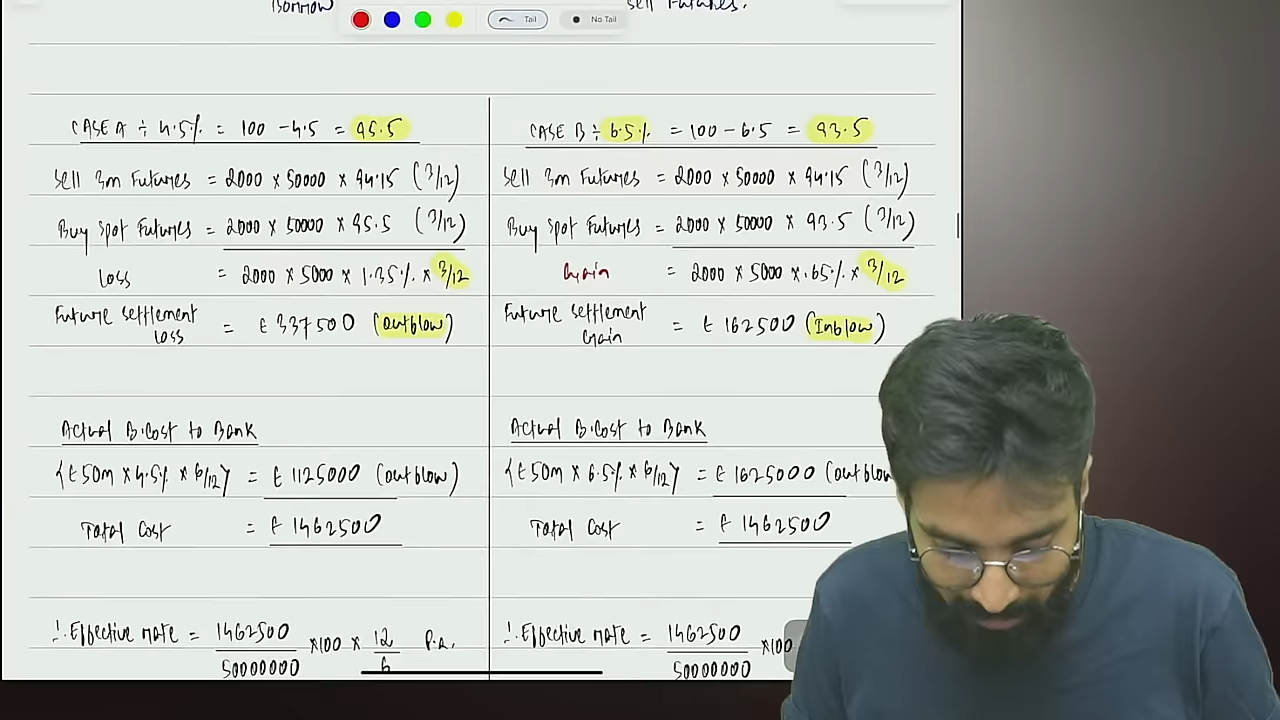 Borrow
Sell Futures.
Tail
No Tail
CASE A ÷ 4.5% = 100 - 4.5 = 95.5
Sell 3m Futures = 2000 × 50000 × 94.15 (3/12)
Buy Spot Futures = 2000 × 50000 × 95.5 (3/12)
Loss = 2000 × 5000 × 1.35% × 3/12
Future Settlement
Loss = £ 337500 (outflow)
Actual B.Cost to Bank
{£50m × 4.5% × 6/12} = £ 1125000 (outflow)
Total Cost = £ 1462500
∴ Effective Rate = 1462500
50000000
×100 × 12
6
P.a.
CASE B ÷ 6.5% = 100 - 6.5 = 93.5
Sell 3m Futures = 2000 × 50000 × 94.15 (3/12)
Buy Spot Futures = 2000 × 50000 × 93.5 (3/12)
Gain = 2000 × 5000 × .65% × 3/12
Future Settlement
Gain = £ 162500 (Inflow)
Actual B.Cost to Bank
{£50m × 6.5% × 6/12} = £ 1625000 (outflow
Total Cost = £ 1462500
∴ Effective Rate = 1462500
50000000
×100